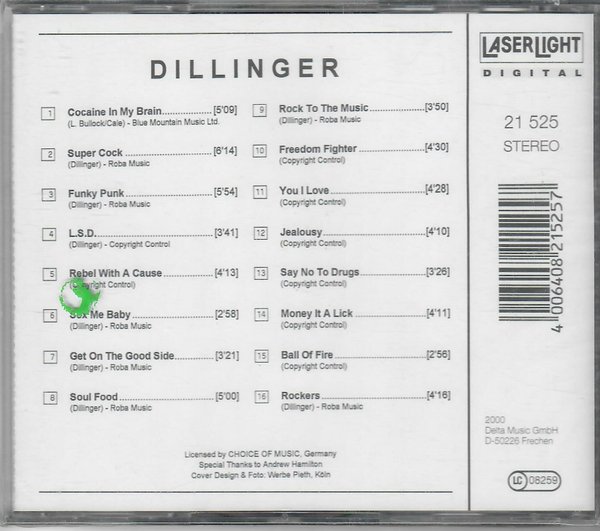 DILLINGER
1 Cocaine In My Brain..............[5'09]
(L. Bullock/Cale) - Blue Mountain Music Ltd.
2 Super Cock ........................[6'14]
(Dillinger) - Roba Music
3 Funky Punk.........................[5'54]
(Dillinger) - Roba Music
4 L.S.D. ...............................[3'41]
(Dillinger) - Copyright Control
5 Rebel With A Cause .............[4'13]
(Copyright Control)
6 Sex Me Baby .....................[2'58]
(Dillinger) - Roba Music
7 Get On The Good Side..........[3'21]
(Dillinger) - Roba Music
8 Soul Food .........................[5'00]
(Dillinger) - Roba Music
9 Rock To The Music...............[3'50]
(Dillinger) - Roba Music
10 Freedom Fighter .................[4'30]
(Copyright Control)
11 You I Love .........................[4'28]
(Copyright Control)
12 Jealousy ...........................[4'10]
(Copyright Control)
13 Say No To Drugs .................[3'26]
(Copyright Control)
14 Money It A Lick ...................[4'11]
(Copyright Control)
15 Ball Of Fire .........................[2'56]
(Copyright Control)
16 Rockers .............................[4'16]
(Dillinger) - Roba Music
Licensed by CHOICE OF MUSIC, Germany
Special Thanks to Andrew Hamilton
Cover Design & Foto: Werbe Pieth, Köln
LASERLIGHT
DIGITAL
21 525
STEREO
4 006408 215257
2000
Delta Music GmbH
D-50226 Frechen
LC 08259